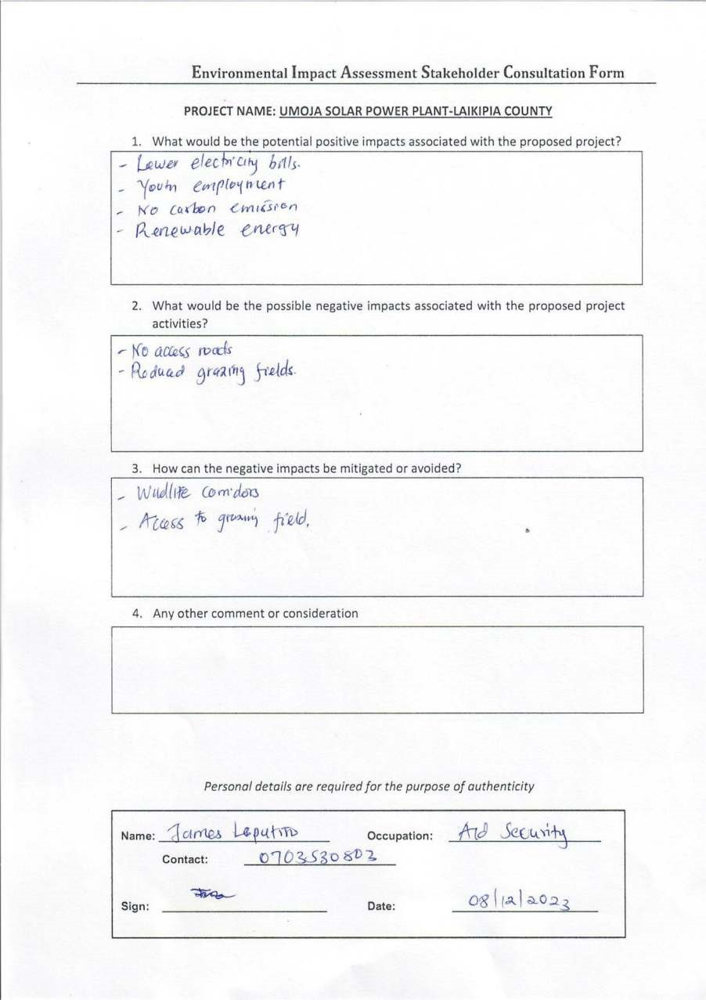 Environmental Impact Assessment Stakeholder Consultation Form
PROJECT NAME: UMOJA SOLAR POWER PLANT-LAIKIPIA COUNTY
1. What would be the potential positive impacts associated with the proposed project?
- Lower electricity bills.
- Youth employment
- No carbon emission
- Renewable energy
2. What would be the possible negative impacts associated with the proposed project
activities?
- No access roads
- Reduced grazing fields.
3. How can the negative impacts be mitigated or avoided?
- Wildlife corridors
- Access to grazing field.
4. Any other comment or consideration
Personal details are required for the purpose of authenticity
Name: James Occupation: Security
Contact: 0703530803
Sign: Date: 08/12/2023